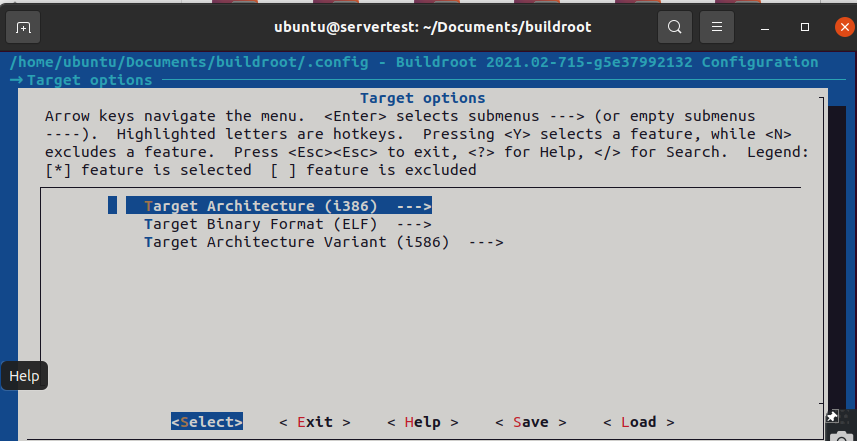 ubuntu@servertest: ~/Documents/buildroot
/home/ubuntu/Documents/buildroot/.config - Buildroot 2021.02-715-g5e37992132 Configuration
→ Target options
Target options
Arrow keys navigate the menu.  <Enter> selects submenus ---> (or empty submenus
----).  Highlighted letters are hotkeys.  Pressing <Y> selects a feature, while <N>
excludes a feature.  Press <Esc><Esc> to exit, <?> for Help, </> for Search.  Legend:
[*] feature is selected  [ ] feature is excluded
Target Architecture (i386)  --->
Target Binary Format (ELF)  --->
Target Architecture Variant (i586)  --->
Help
<Select>    < Exit >    < Help >    < Save >    < Load >